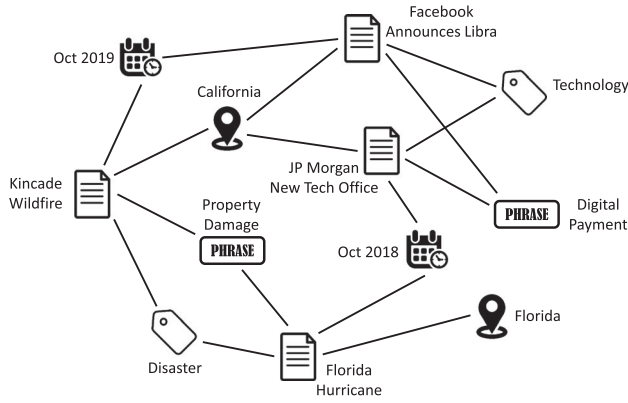 Facebook
Announces Libra
Oct 2019
California
Technology
JP Morgan
New Tech Office
Kincade
Wildfire
Property
Damage
PHRASE
PHRASE
Digital
Payment
Oct 2018
Florida
Disaster
Florida
Hurricane